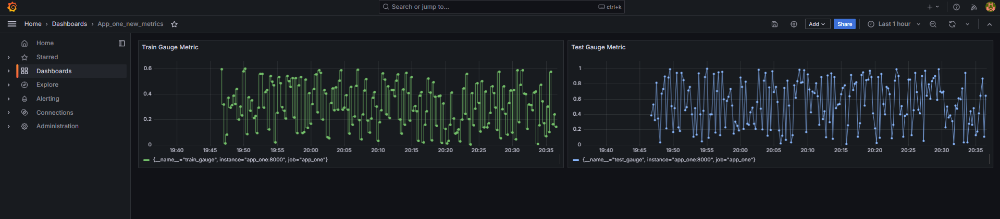 Search or jump to...
ctrl+k
Home › Dashboards › App_one_new_metrics
Add
Share
Last 1 hour
Home
Starred
Dashboards
Explore
Alerting
Connections
Administration
Train Gauge Metric
0.6
0.4
0.2
0
19:40 19:45 19:50 19:55 20:00 20:05 20:10 20:15 20:20 20:25 20:30 20:35
{__name__="train_gauge", instance="app_one:8000", job="app_one"}
Test Gauge Metric
1
0.8
0.6
0.4
0.2
0
19:40 19:45 19:50 19:55 20:00 20:05 20:10 20:15 20:20 20:25 20:30 20:35
{__name__="test_gauge", instance="app_one:8000", job="app_one"}